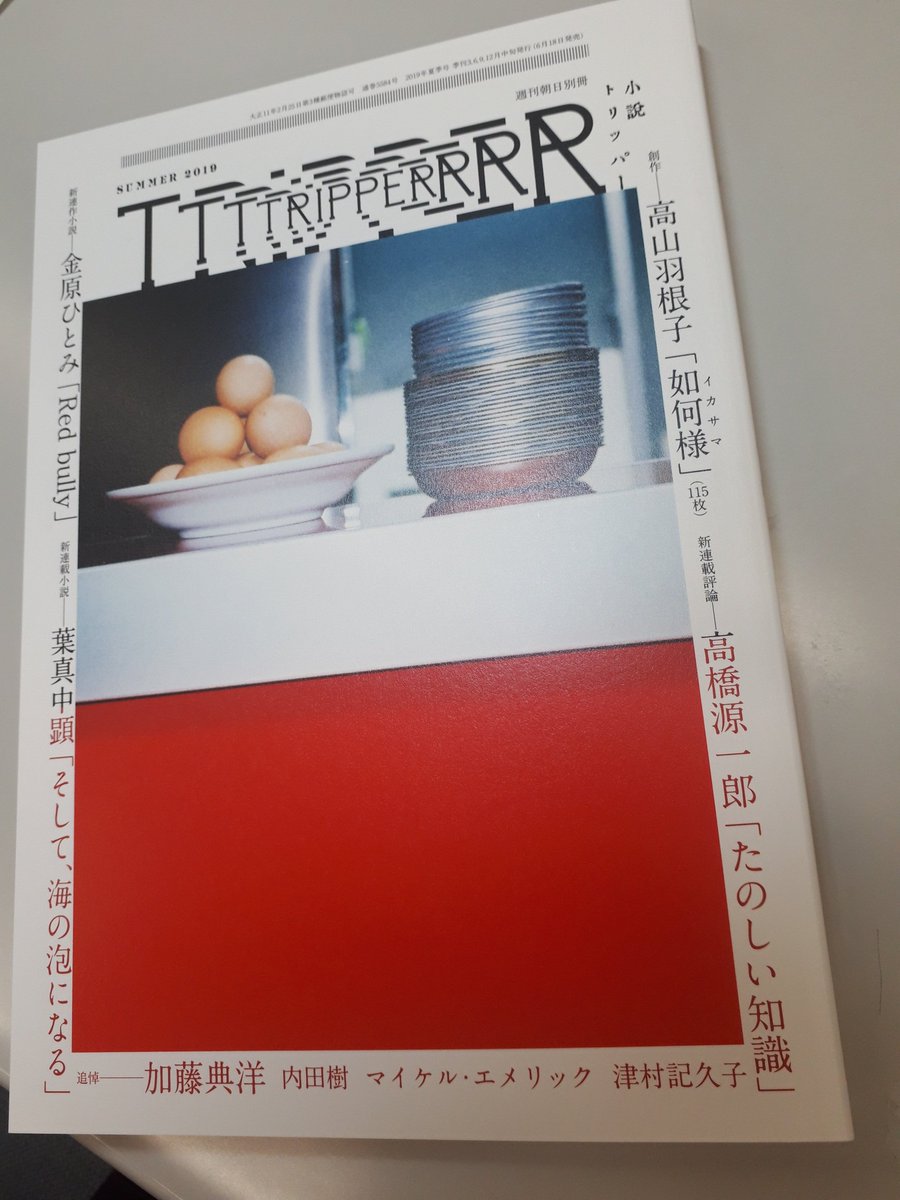 大正11年2月25日第3種郵便物認可 通巻5584号 2019年夏季号 季刊3,6,9,12月中旬発行(6月18日発売)
週刊朝日別冊
小説
トリッパー
SUMMER 2019
TTTTRIPPERRRR
創作――高山羽根子「如何様」(115枚)
イカサマ
新連載評論――高橋源一郎「たのしい知識」
新連作小説――金原ひとみ「Red bully」
新連載小説――葉真中顕「そして、海の泡になる」
追悼――加藤典洋 内田樹 マイケル・エメリック 津村記久子